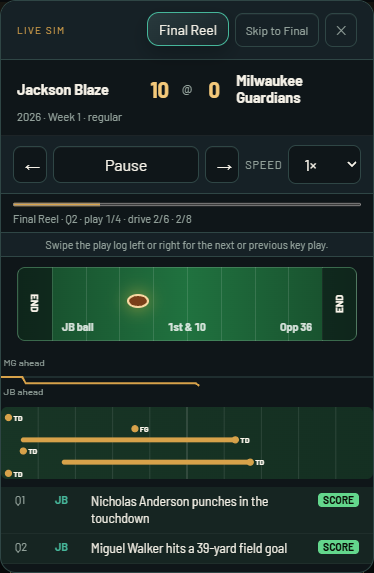 LIVE SIM
Final Reel
Skip to Final
×
Jackson Blaze
10 @ 0
Milwaukee
Guardians
2026 · Week 1 · regular
←
Pause
→
SPEED
1×
Final Reel · Q2 · play 1/4 · drive 2/6 · 2/8
Swipe the play log left or right for the next or previous key play.
END
END
JB ball
1st & 10
Opp 36
MG ahead
JB ahead
TD
FG
TD
TD
TD
TD
Q1 JB Nicholas Anderson punches in the
touchdown
SCORE
Q2 JB Miguel Walker hits a 39-yard field goal SCORE